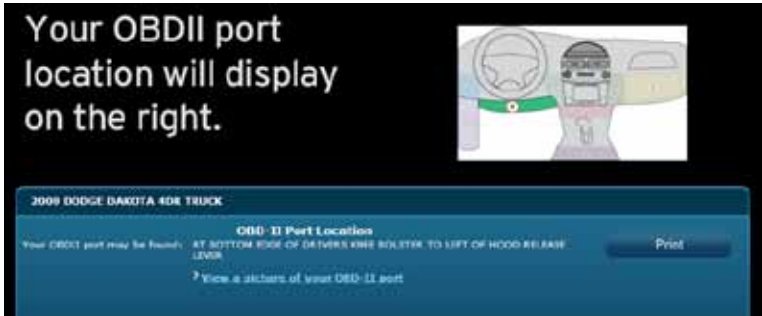 Your OBDII port
location will display
on the right.
2009 DODGE DAKOTA 4DR TRUCK
OBD-II Port Location
Your OBDII port may be found: AT BOTTOM EDGE OF DRIVERS KNEE BOLSTER TO LEFT OF HOOD RELEASE
LEVER
Print
View a picture of your OBD-II port